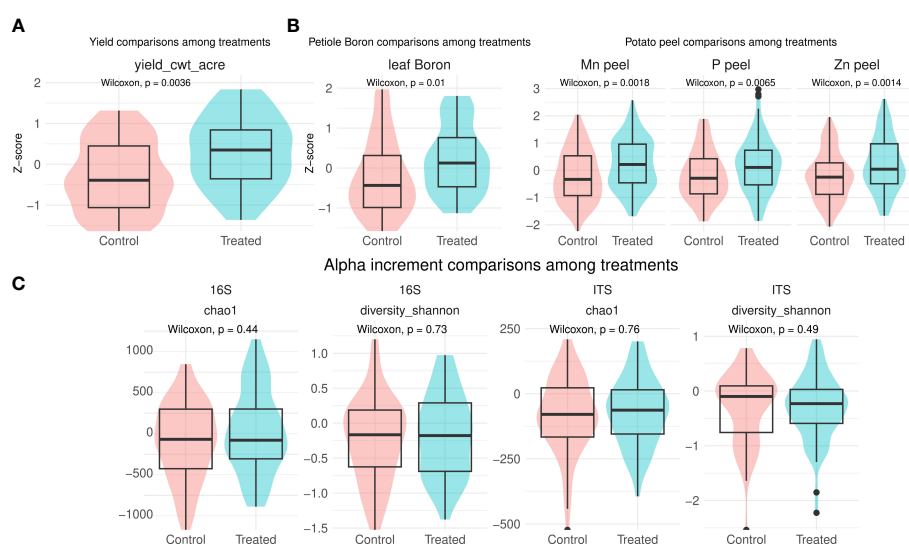 A
B
Yield comparisons among treatments
Petiole Boron comparisons among treatments
Potato peel comparisons among treatments
yield_cwt_acre
leaf Boron
Mn peel
P peel
Zn peel
Wilcoxon, p = 0.0036
Wilcoxon, p = 0.01
Wilcoxon, p = 0.0018
Wilcoxon, p = 0.0065
Wilcoxon, p = 0.0014
Z−score
2
1
0
−1
Control
Treated
Z−score
2
1
0
−1
Control
Treated
3
2
1
0
−1
−2
Control
Treated
Control
Treated
Control
Treated
C
Alpha increment comparisons among treatments
16S
16S
ITS
ITS
chao1
diversity_shannon
chao1
diversity_shannon
Wilcoxon, p = 0.44
Wilcoxon, p = 0.73
Wilcoxon, p = 0.76
Wilcoxon, p = 0.49
1000
500
0
−500
−1000
Control
Treated
1.0
0.5
0.0
−0.5
−1.0
−1.5
Control
Treated
250
0
−250
−500
Control
Treated
1
0
−1
−2
Control
Treated